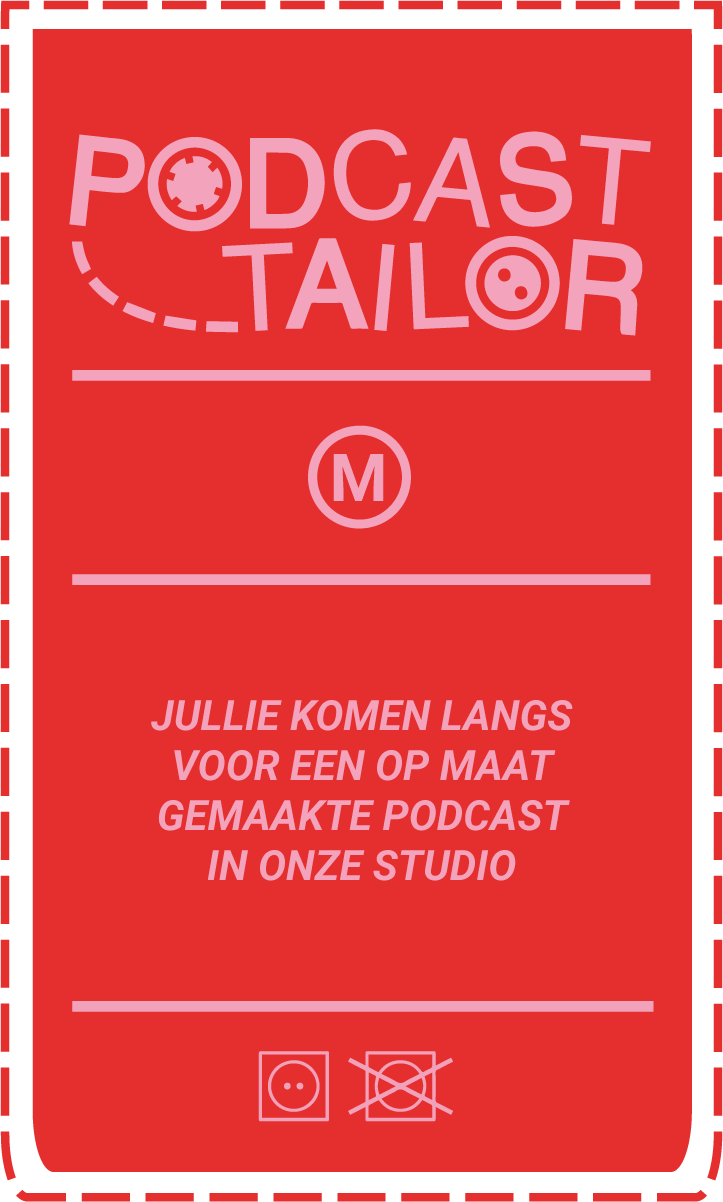 PODCAST
TAILOR
M
JULLIE KOMEN LANGS
VOOR EEN OP MAAT
GEMAAKTE PODCAST
IN ONZE STUDIO